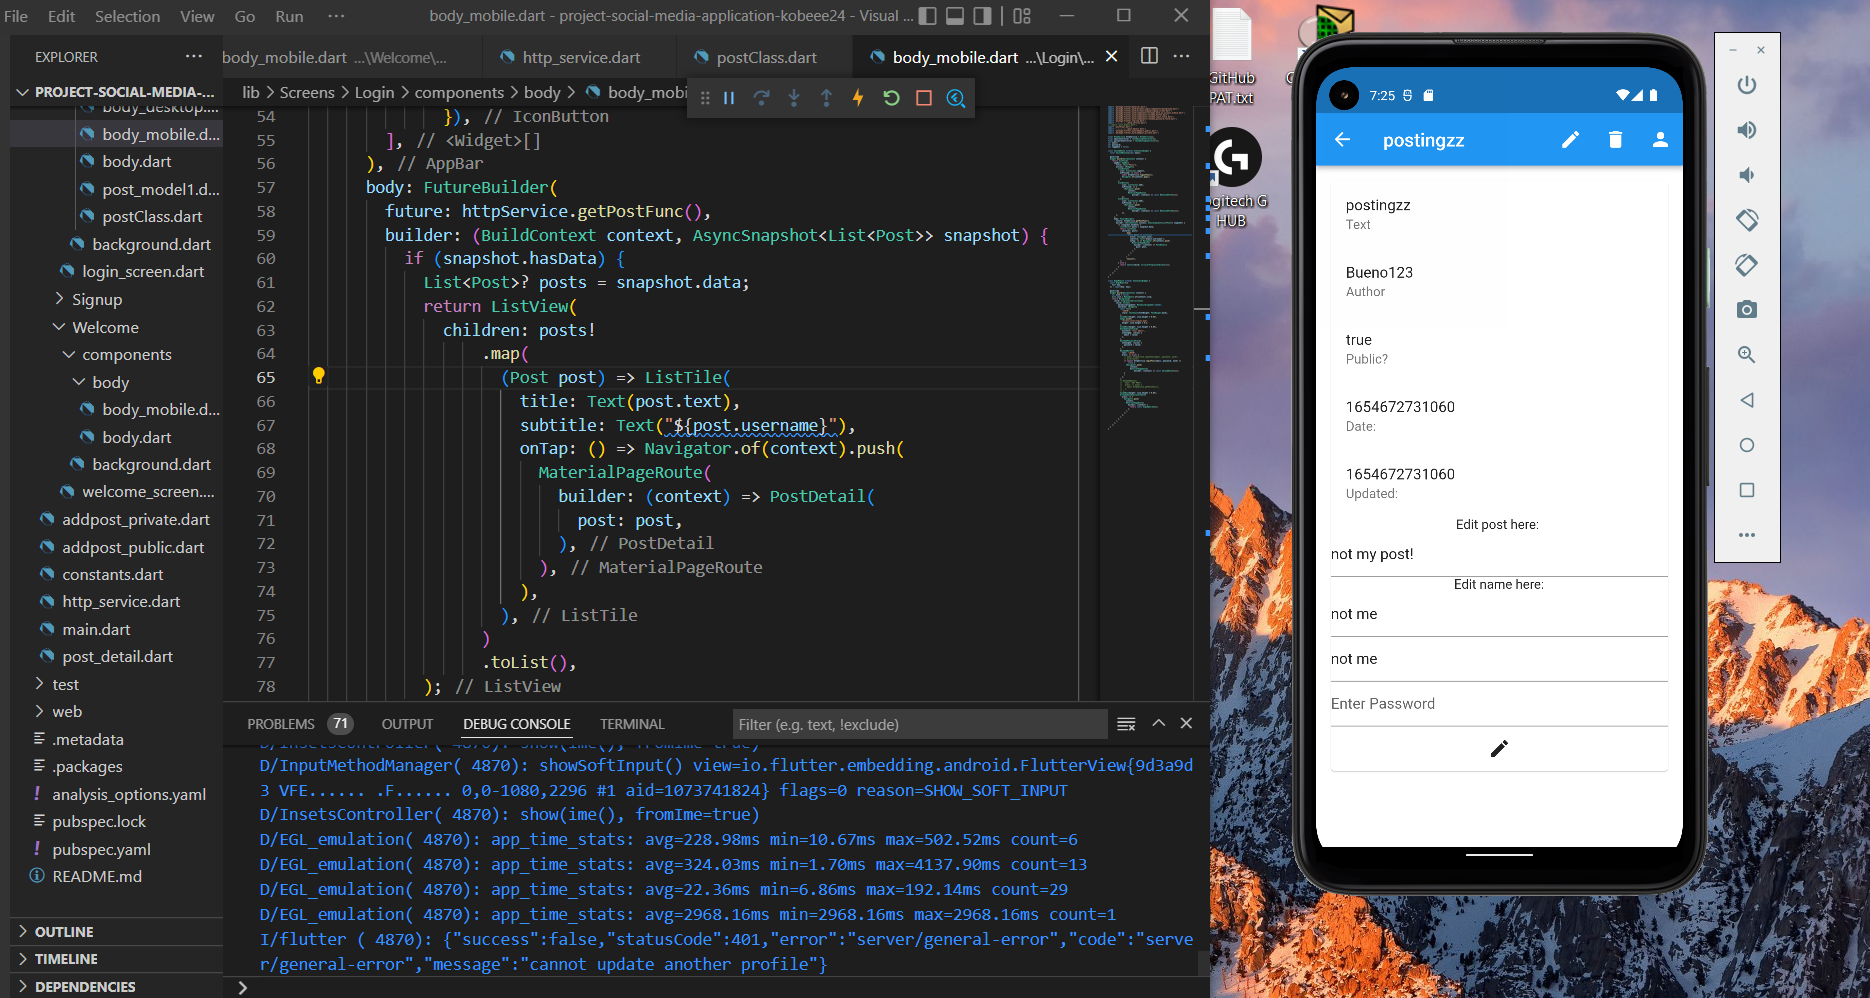 File Edit Selection View Go Run ··· body_mobile.dart - project-social-media-application-kobeee24 - Visual ...
EXPLORER ···
PROJECT-SOCIAL-MEDIA-...
body_desktop....
body_mobile.d...
body.dart
post_model1.d...
postClass.dart
background.dart
login_screen.dart
Signup
Welcome
components
body
body_mobile.d...
body.dart
background.dart
welcome_screen....
addpost_private.dart
addpost_public.dart
constants.dart
http_service.dart
main.dart
post_detail.dart
test
web
.metadata
.packages
analysis_options.yaml
pubspec.lock
pubspec.yaml
README.md
OUTLINE
TIMELINE
DEPENDENCIES
body_mobile.dart ...\Welcome\... http_service.dart postClass.dart body_mobile.dart ...\Login\...
lib > Screens > Login > components > body > body_mobi
54 }), // IconButton
55 ], // <Widget>[]
56 ), // AppBar
57 body: FutureBuilder(
58 future: httpService.getPostFunc(),
59 builder: (BuildContext context, AsyncSnapshot<List<Post>> snapshot) {
60 if (snapshot.hasData) {
61 List<Post>? posts = snapshot.data;
62 return ListView(
63 children: posts!
64 .map(
65 (Post post) => ListTile(
66 title: Text(post.text),
67 subtitle: Text("${post.username}"),
68 onTap: () => Navigator.of(context).push(
69 MaterialPageRoute(
70 builder: (context) => PostDetail(
71 post: post,
72 ), // PostDetail
73 ), // MaterialPageRoute
74 ),
75 ), // ListTile
76 )
77 .toList(),
78 ); // ListView
PROBLEMS 71 OUTPUT DEBUG CONSOLE TERMINAL Filter (e.g. text, !exclude)
D/InsetsController( 4870): show(ime(), fromIme=true)
D/InputMethodManager( 4870): showSoftInput() view=io.flutter.embedding.android.FlutterView{9d3a9d
3 VFE...... .F...... 0,0-1080,2296 #1 aid=1073741824} flags=0 reason=SHOW_SOFT_INPUT
D/InsetsController( 4870): show(ime(), fromIme=true)
D/EGL_emulation( 4870): app_time_stats: avg=228.98ms min=10.67ms max=502.52ms count=6
D/EGL_emulation( 4870): app_time_stats: avg=324.03ms min=1.70ms max=4137.90ms count=13
D/EGL_emulation( 4870): app_time_stats: avg=22.36ms min=6.86ms max=192.14ms count=29
D/EGL_emulation( 4870): app_time_stats: avg=2968.16ms min=2968.16ms max=2968.16ms count=1
I/flutter ( 4870): {"success":false,"statusCode":401,"error":"server/general-error","code":"serve
r/general-error","message":"cannot update another profile"}
GitHub
PAT.txt
gitech G
HUB
7:25
postingzz
postingzz
Text
Bueno123
Author
true
Public?
1654672731060
Date:
1654672731060
Updated:
Edit post here:
not my post!
Edit name here:
not me
not me
Enter Password